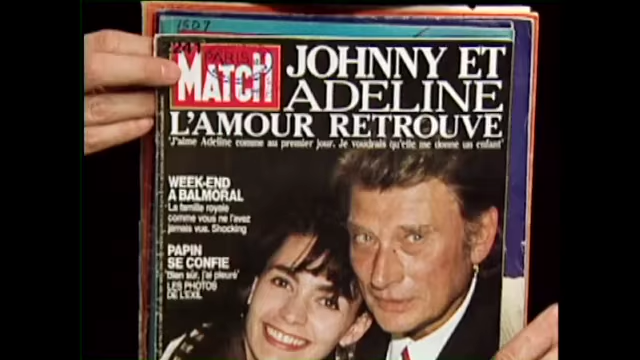 1507
2241
PARIS
MATCH
JOHNNY ET
ADELINE
L'AMOUR RETROUVE
"J'aime Adeline comme au premier jour. Je voudrais qu'elle me donne un enfant"
WEEK-END
A BALMORAL
La famille royale
comme vous ne l'avez
jamais vue. Shocking
PAPIN
SE CONFIE
"Bien sûr, j'ai pleuré"
LES PHOTOS
DE L'EXIL